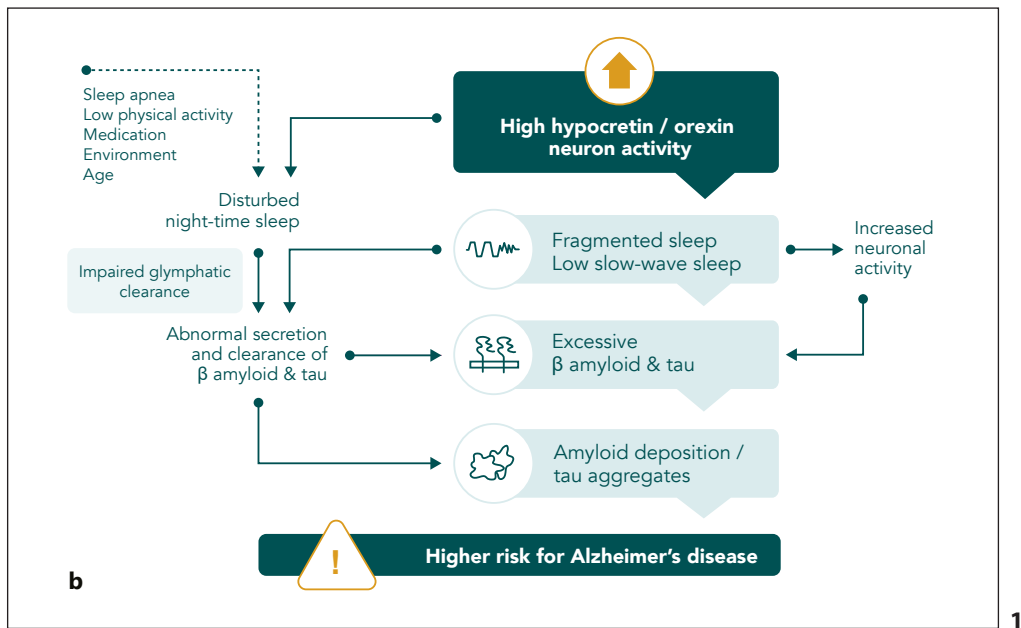 Sleep apnea
Low physical activity
Medication
Environment
Age
High hypocretin / orexin
neuron activity
Disturbed
night-time sleep
Fragmented sleep
Low slow-wave sleep
Increased
neuronal
activity
Impaired glymphatic
clearance
Abnormal secretion
and clearance of
β amyloid & tau
Excessive
β amyloid & tau
Amyloid deposition /
tau aggregates
!
Higher risk for Alzheimer's disease
b
1